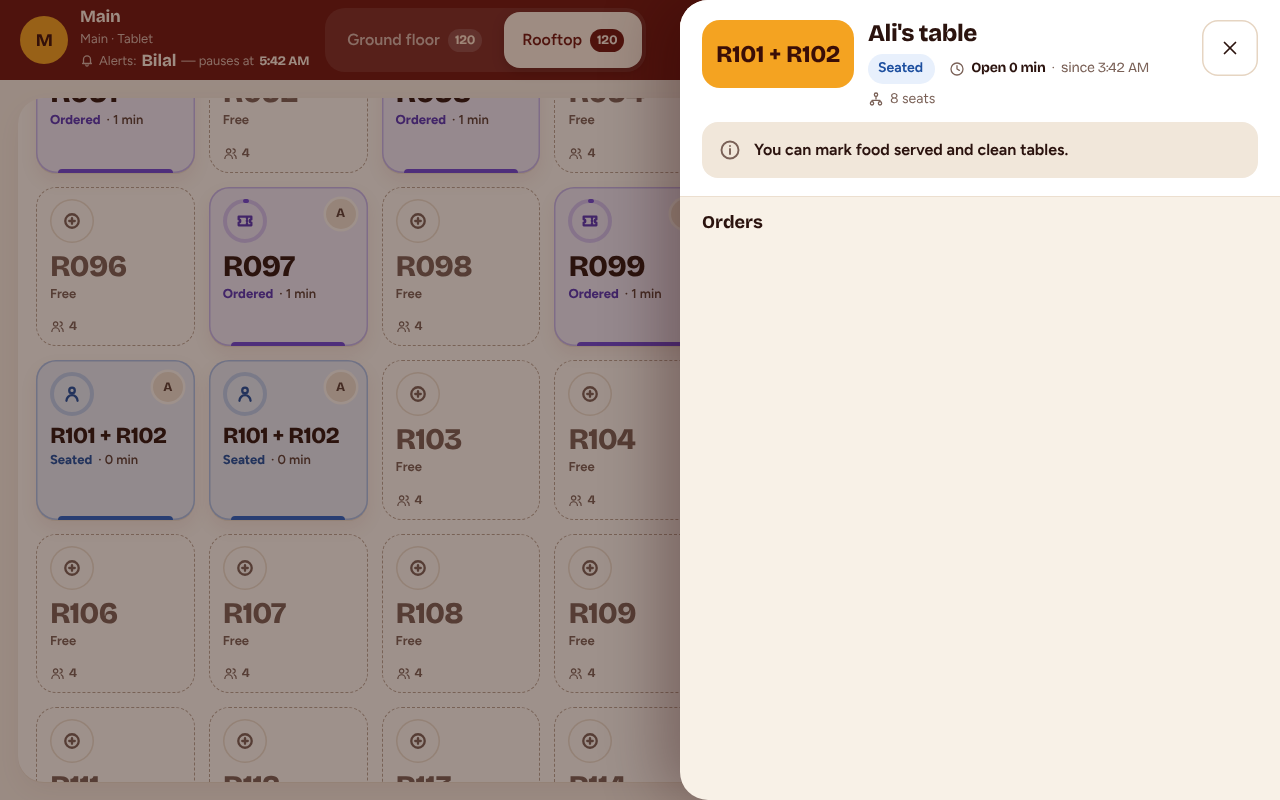 M
Main
Main · Tablet
Alerts: Bilal — pauses at 5:42 AM
Ground floor 120
Rooftop 120
Ordered · 1 min
Free
4
Ordered · 1 min
Free
4
R096
Free
4
A
R097
Ordered · 1 min
R098
Free
4
R099
Ordered · 1 min
A
R101 + R102
Seated · 0 min
A
R101 + R102
Seated · 0 min
R103
Free
4
R104
Free
4
R106
Free
4
R107
Free
4
R108
Free
4
R109
Free
4
R101 + R102
Ali's table
Seated
Open 0 min · since 3:42 AM
8 seats
You can mark food served and clean tables.
Orders